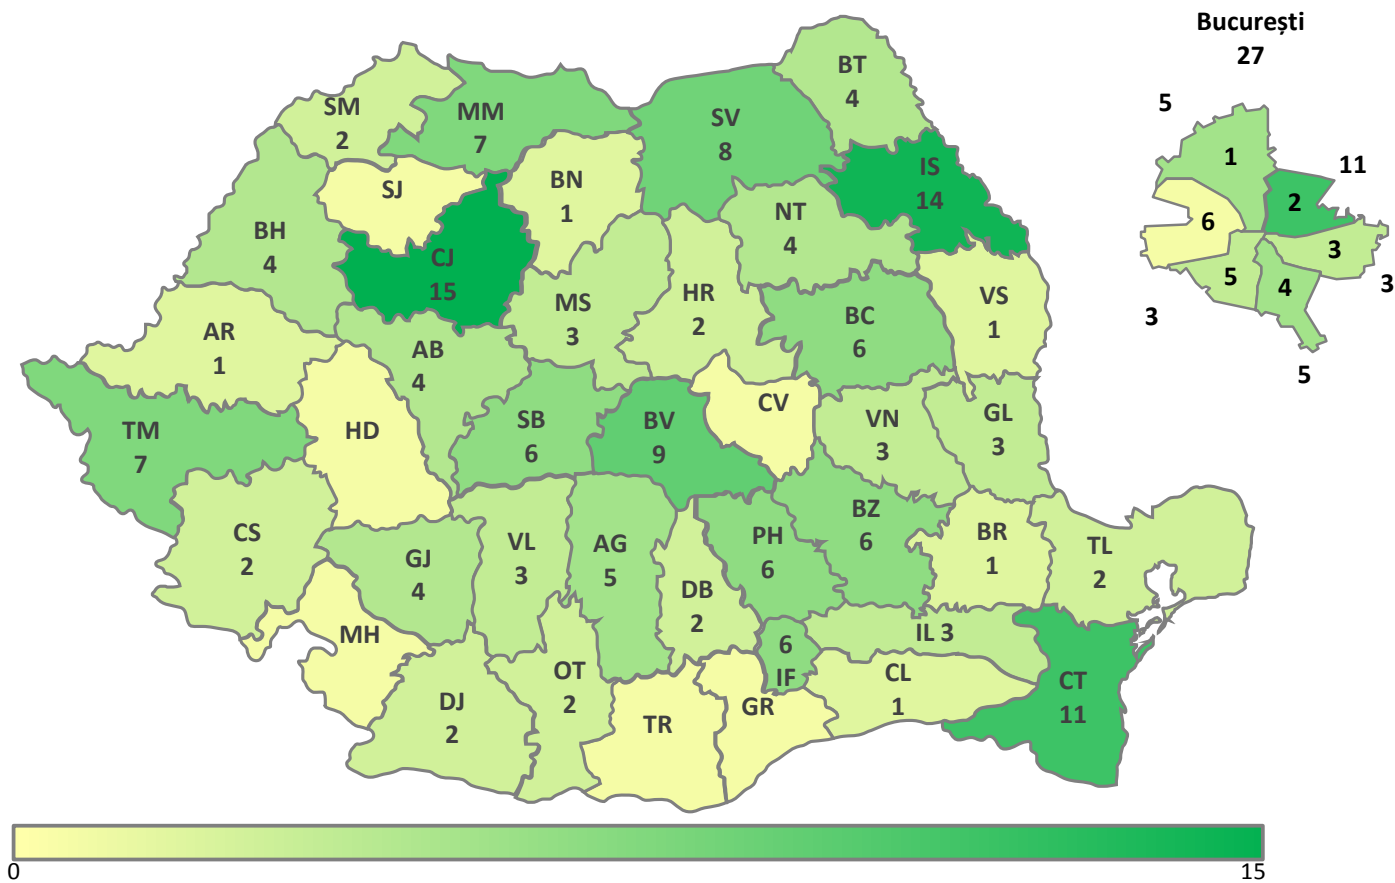 București
27
5
1
11
2
6
3
5
4
3
3
5
BT
4
SM
2
MM
7
SV
8
IS
14
SJ
BN
1
NT
4
BH
4
CJ
15
MS
3
HR
2
BC
6
VS
1
AR
1
AB
4
TM
7
HD
SB
6
BV
9
CV
VN
3
GL
3
CS
2
GJ
4
VL
3
AG
5
PH
6
BZ
6
BR
1
TL
2
DB
2
MH
6
IF
IL 3
DJ
2
OT
2
TR
GR
CL
1
CT
11
0
15